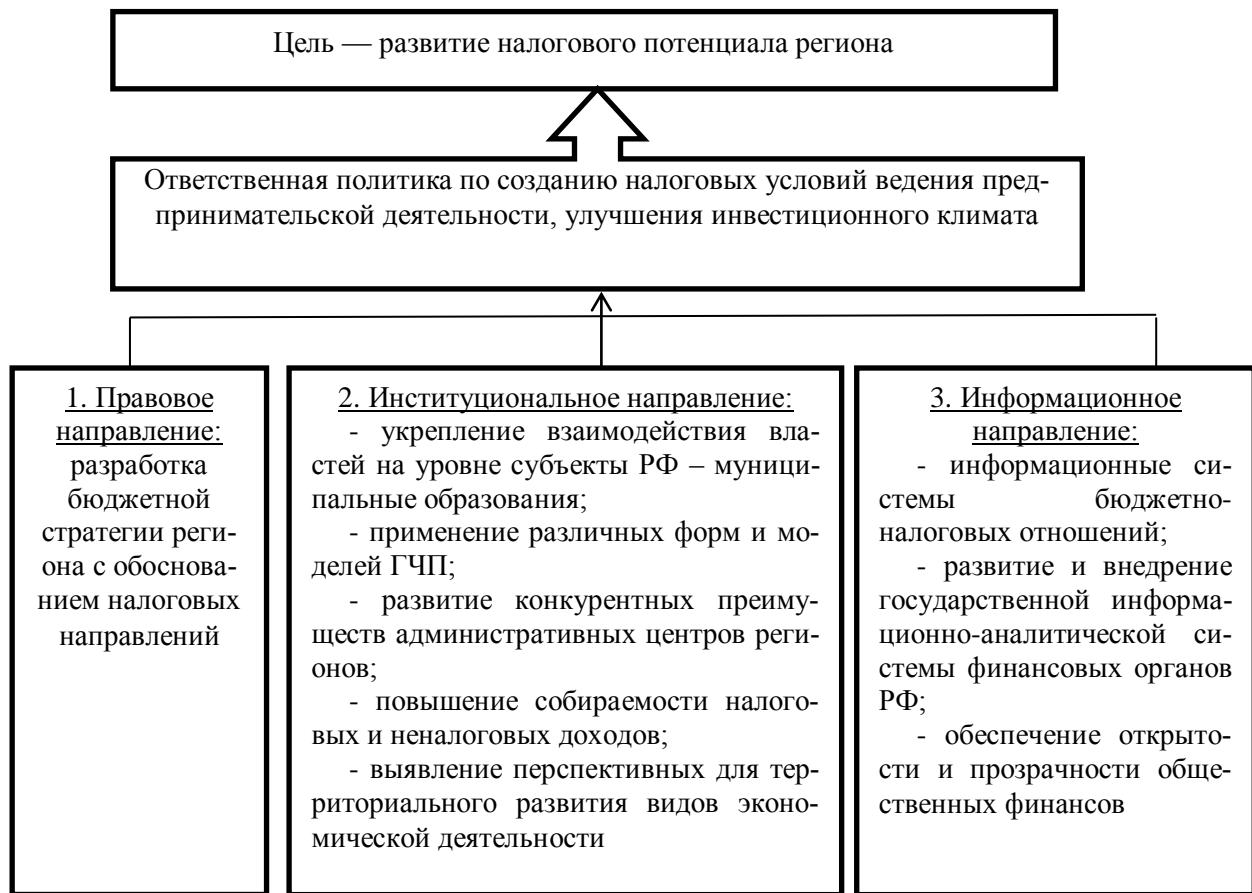 Цель — развитие налогового потенциала региона
Ответственная политика по созданию налоговых условий ведения пред-
принимательской деятельности, улучшения инвестиционного климата
1. Правовое
направление:
разработка
бюджетной
стратегии реги-
она с обоснова-
нием налоговых
направлений
2. Институциональное направление:
- укрепление взаимодействия вла-
стей на уровне субъекты РФ – муници-
пальные образования;
- применение различных форм и мо-
делей ГЧП;
- развитие конкурентных преиму-
ществ административных центров реги-
онов;
- повышение собираемости налого-
вых и неналоговых доходов;
- выявление перспективных для тер-
риториального развития видов эконо-
мической деятельности
3. Информационное
направление:
- информационные си-
стемы бюджетно-
налоговых отношений;
- развитие и внедрение
государственной информа-
ционно-аналитической си-
стемы финансовых органов
РФ;
- обеспечение открыто-
сти и прозрачности обще-
ственных финансов